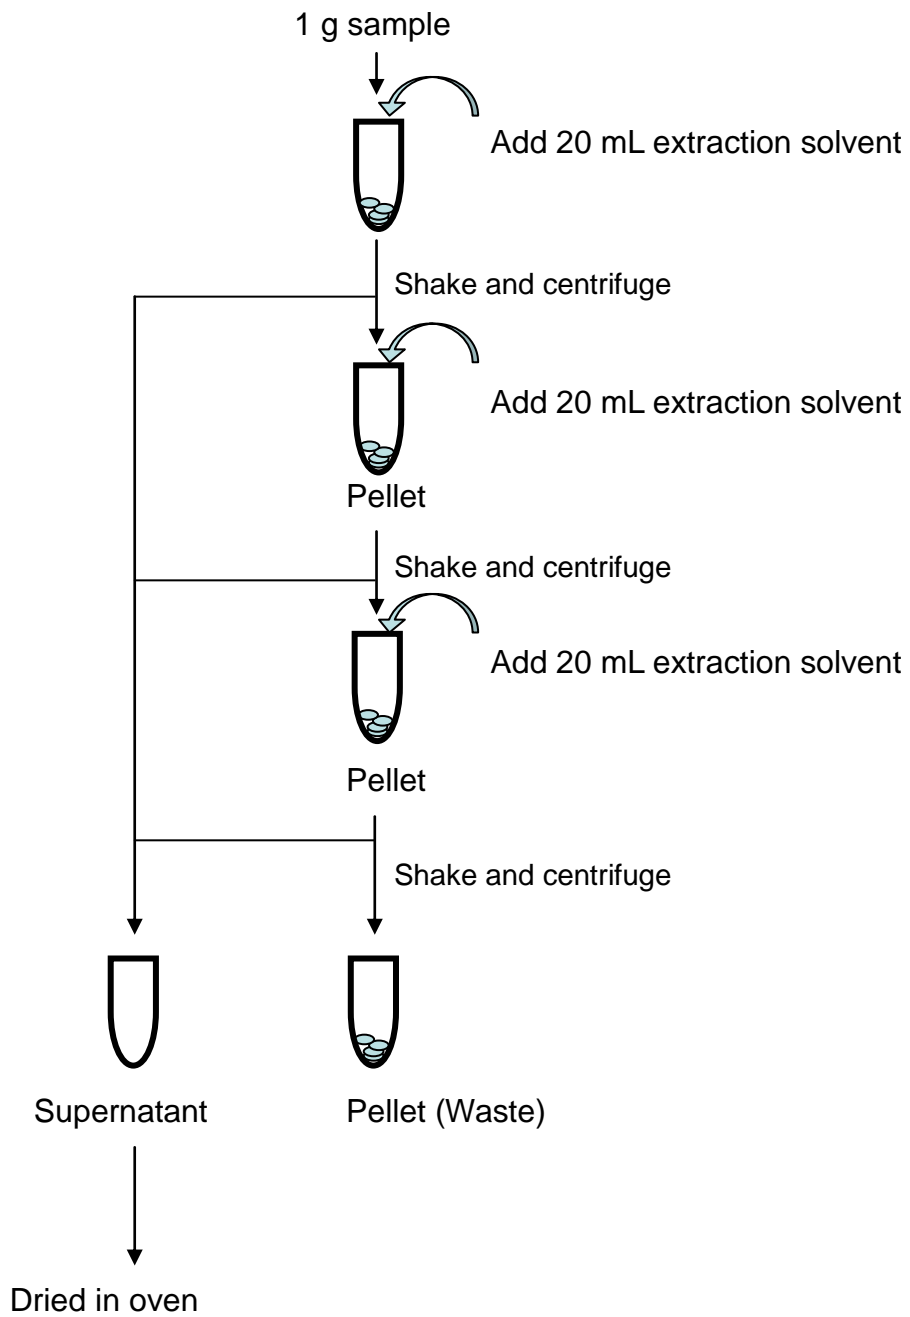 1 g sample
Add 20 mL extraction solvent
Shake and centrifuge
Add 20 mL extraction solvent
Pellet
Shake and centrifuge
Add 20 mL extraction solvent
Pellet
Shake and centrifuge
Supernatant
Pellet (Waste)
Dried in oven